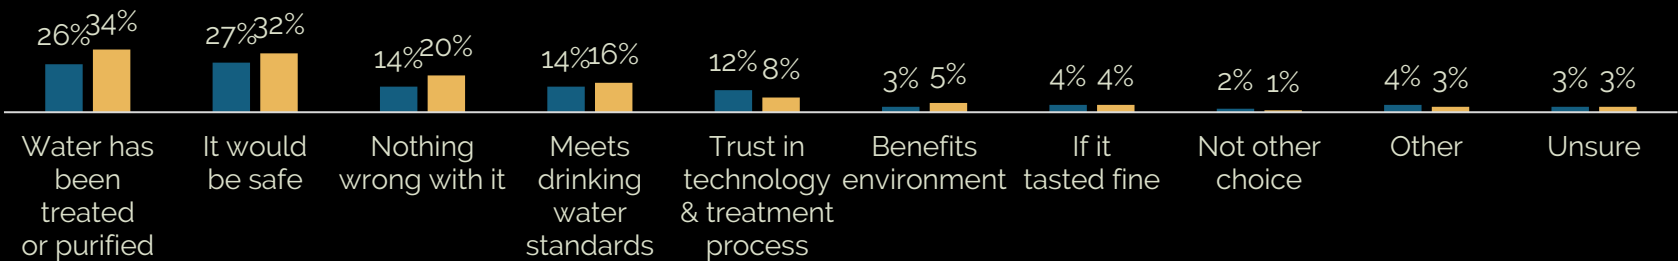 26% 34% 27% 32% 14% 20% 14% 16% 12% 8% 3% 5% 4% 4% 2% 1% 4% 3% 3% 3%
Water has
been
treated
or purified
It would
be safe
Nothing
wrong with it
Meets
drinking
water
standards
Trust in
technology
& treatment
process
Benefits
environment
If it
tasted fine
Not other
choice
Other
Unsure